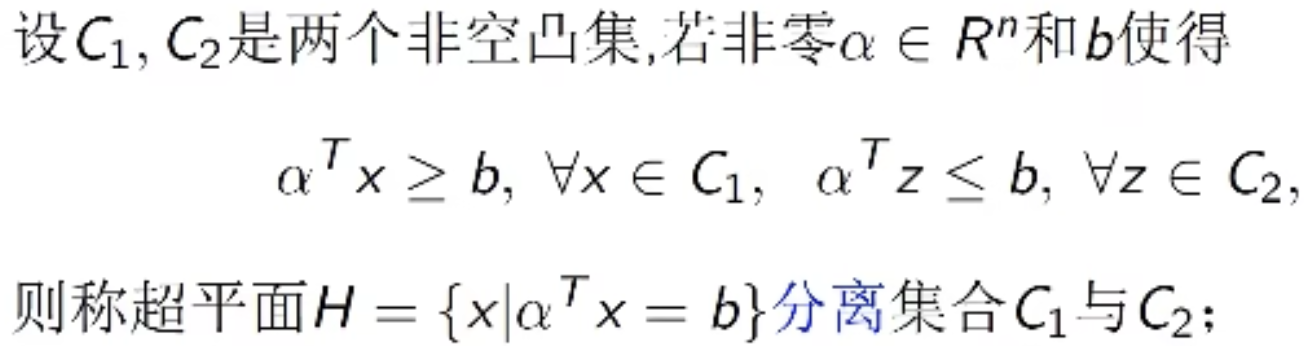 设C₁, C₂是两个非空凸集,若非零α ∈ Rⁿ和b使得
αᵀx ≥ b, ∀x ∈ C₁, αᵀz ≤ b, ∀z ∈ C₂,
则称超平面H = {x|αᵀx = b}分离集合C₁与C₂;